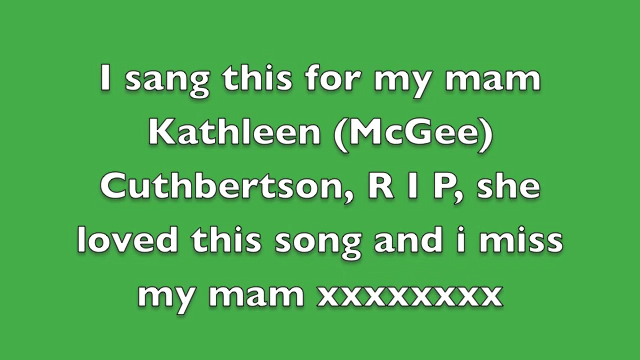 I sang this for my mam
Kathleen (McGee)
Cuthbertson, R I P, she
loved this song and i miss
my mam xxxxxxxx